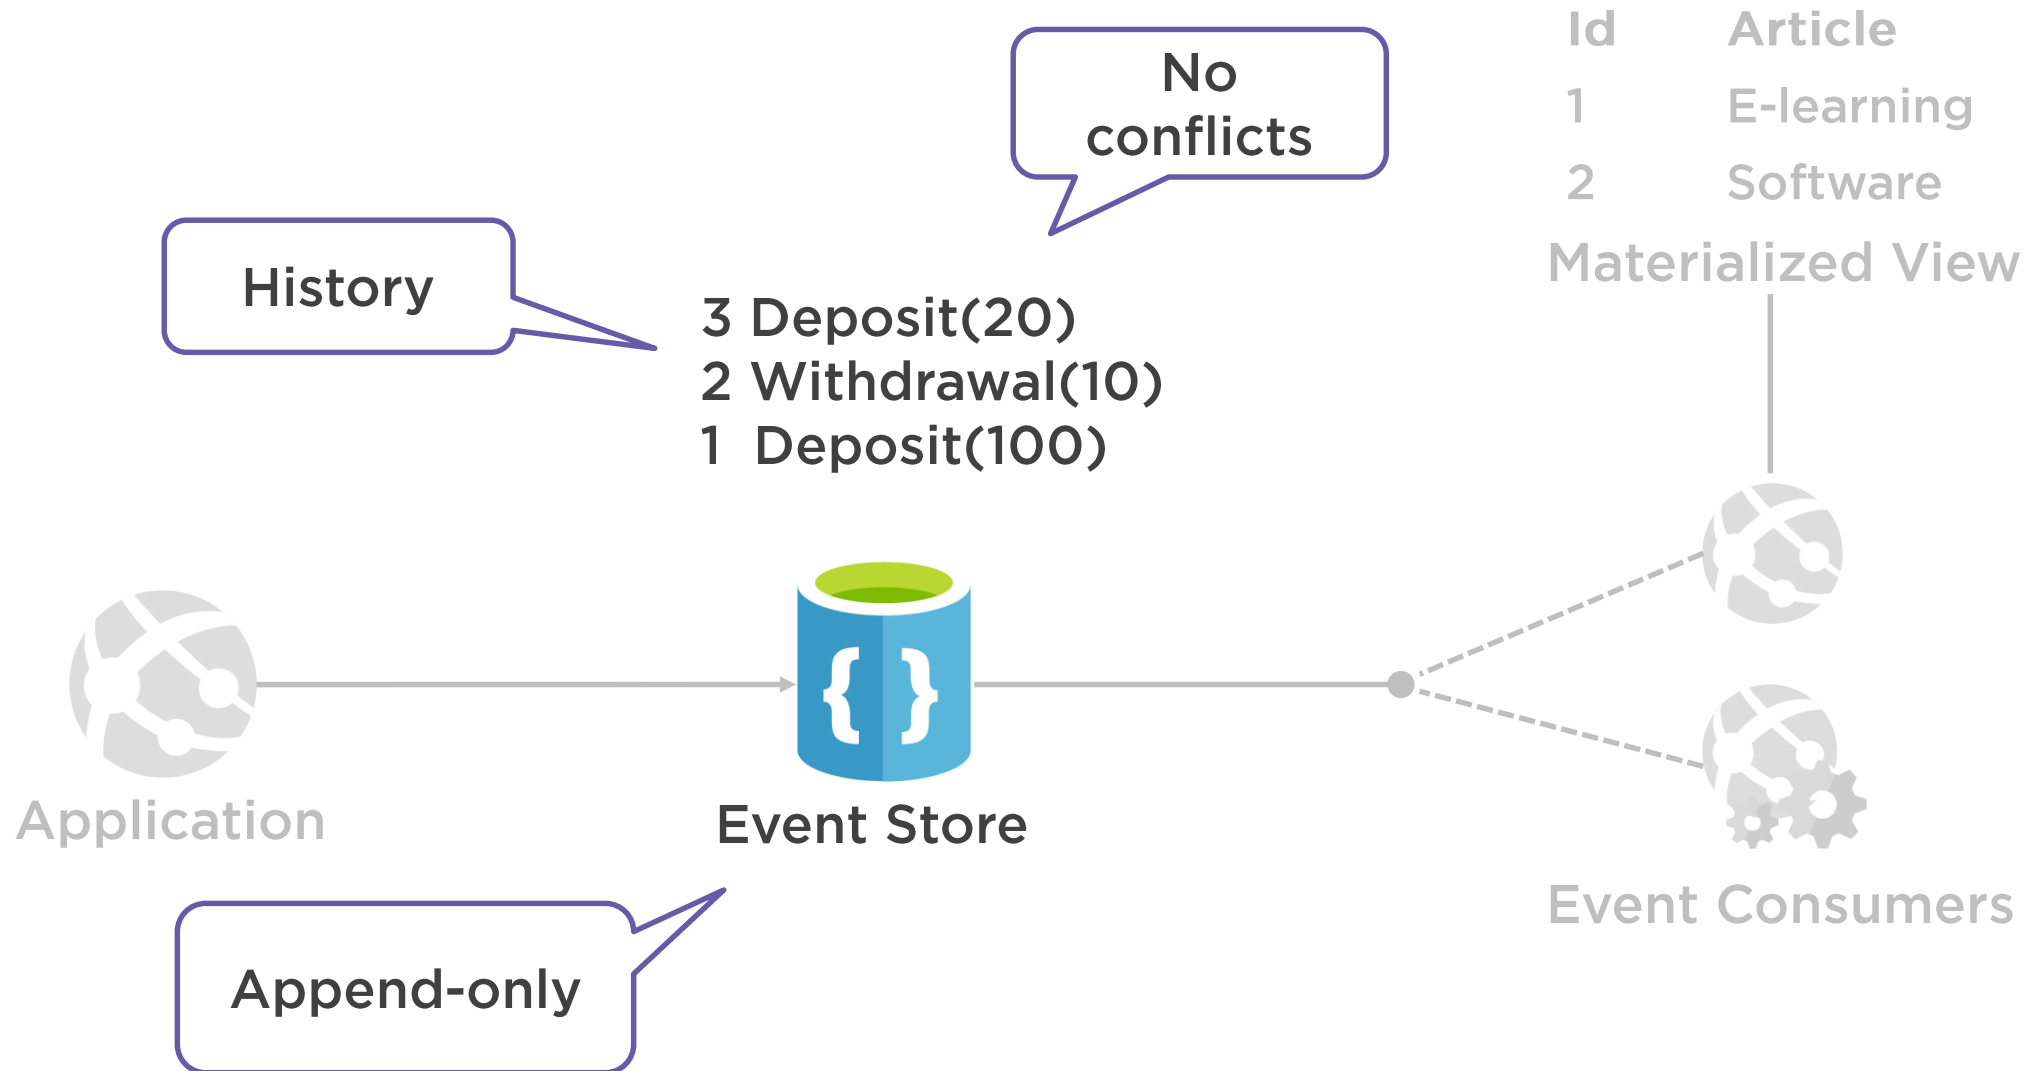 No
conflicts
History
3 Deposit(20)
2 Withdrawal(10)
1 Deposit(100)
Id Article
1 E-learning
2 Software
Materialized View
{ }
Application
Event Store
Event Consumers
Append-only